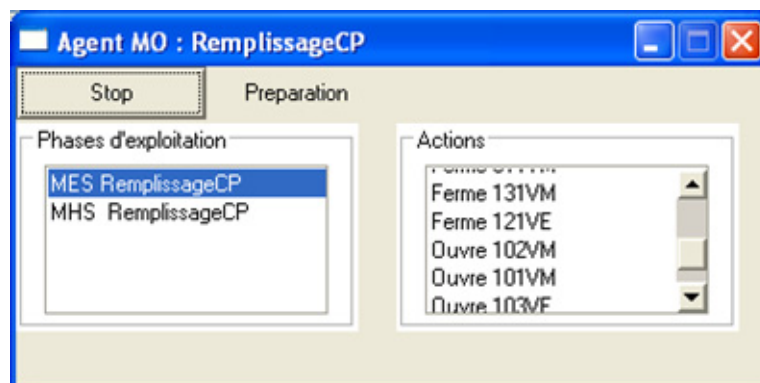 Agent MO : RemplissageCP
Stop
Preparation
Phases d'exploitation
MES RemplissageCP
MHS RemplissageCP
Actions
Ferme 131VM
Ferme 121VE
Ouvre 102VM
Ouvre 101VM
Ouvre 103VE